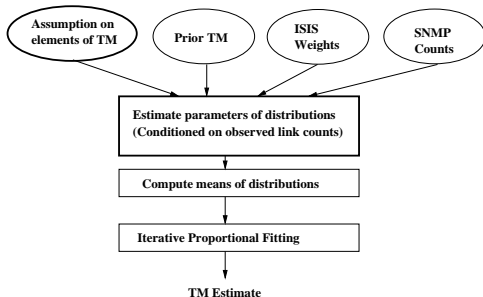 Assumption on
elements of TM
Prior TM
ISIS
Weights
SNMP
Counts
Estimate parameters of distributions
(Conditioned on observed link counts)
Compute means of distributions
Iterative Proportional Fitting
TM Estimate